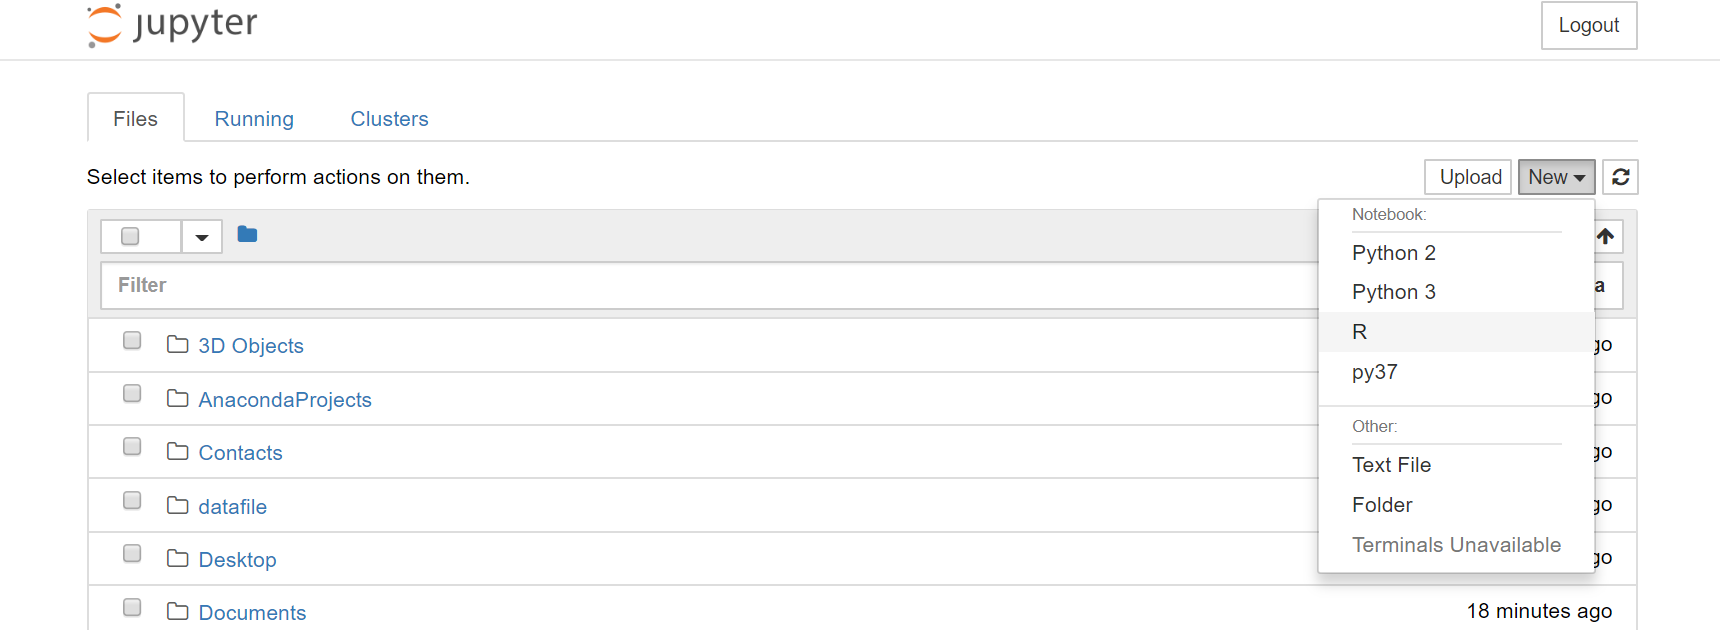 jupyter
Logout
Files Running Clusters
Select items to perform actions on them.
Upload New
Notebook:
Python 2
Filter
Python 3
a
R
3D Objects
go
py37
AnacondaProjects
go
Other:
Contacts
go
Text File
datafile
Folder
go
Desktop
Terminals Unavailable
go
Documents 18 minutes ago